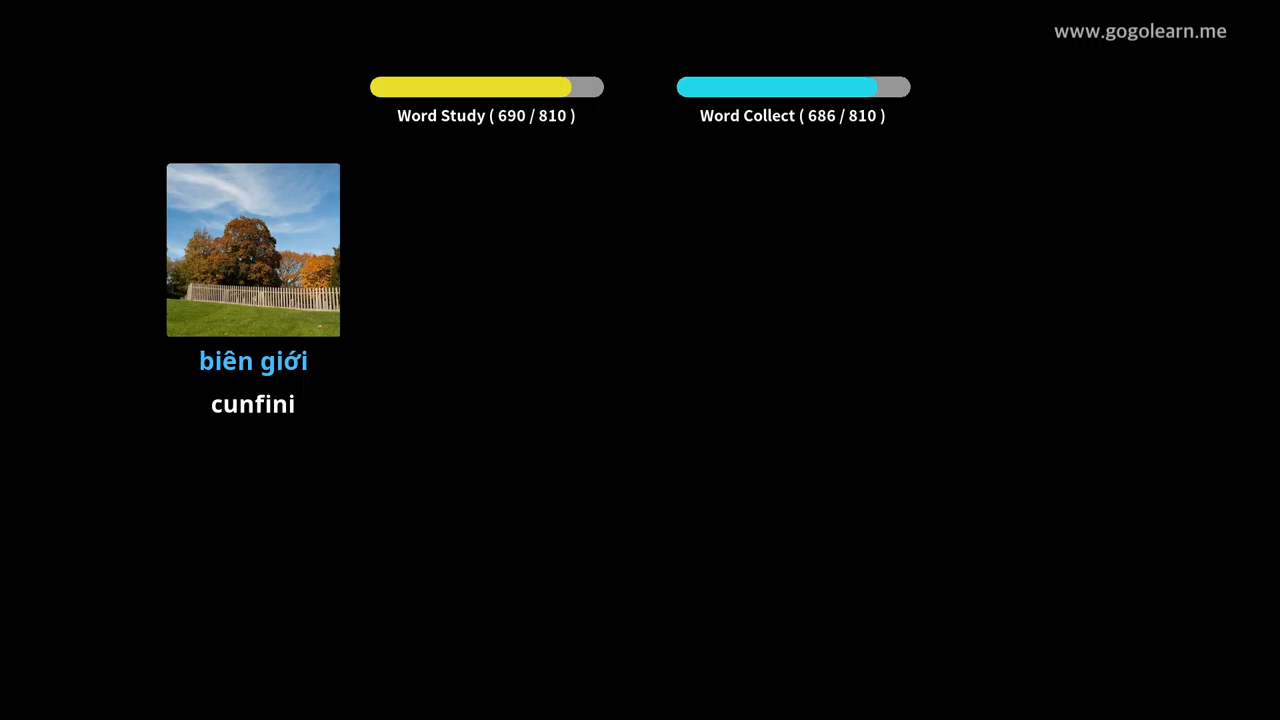 www.gogolearn.me
Word Study ( 690 / 810 )
Word Collect ( 686 / 810 )
biên giới
cunfini